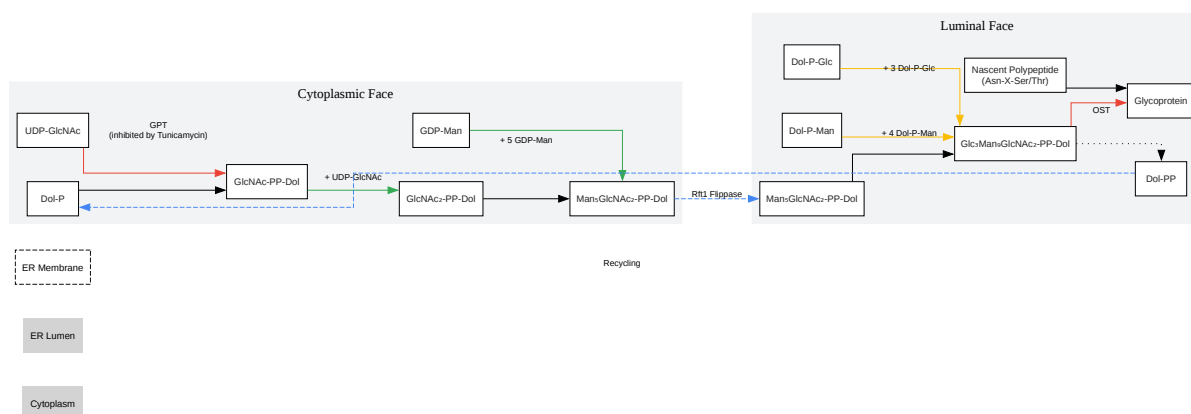 Luminal Face
Dol-P-Glc
+ 3 Dol-P-Glc
Nascent Polypeptide
(Asn-X-Ser/Thr)
Glycoprotein
OST
Dol-P-Man
+ 4 Dol-P-Man
Glc₃Man₉GlcNAc₂-PP-Dol
Dol-PP
Man₅GlcNAc₂-PP-Dol
Cytoplasmic Face
UDP-GlcNAc
GPT
(inhibited by Tunicamycin)
GDP-Man
+ 5 GDP-Man
Dol-P
GlcNAc-PP-Dol
+ UDP-GlcNAc
GlcNAc₂-PP-Dol
Man₅GlcNAc₂-PP-Dol
Rft1 Flippase
ER Membrane
Recycling
ER Lumen
Cytoplasm